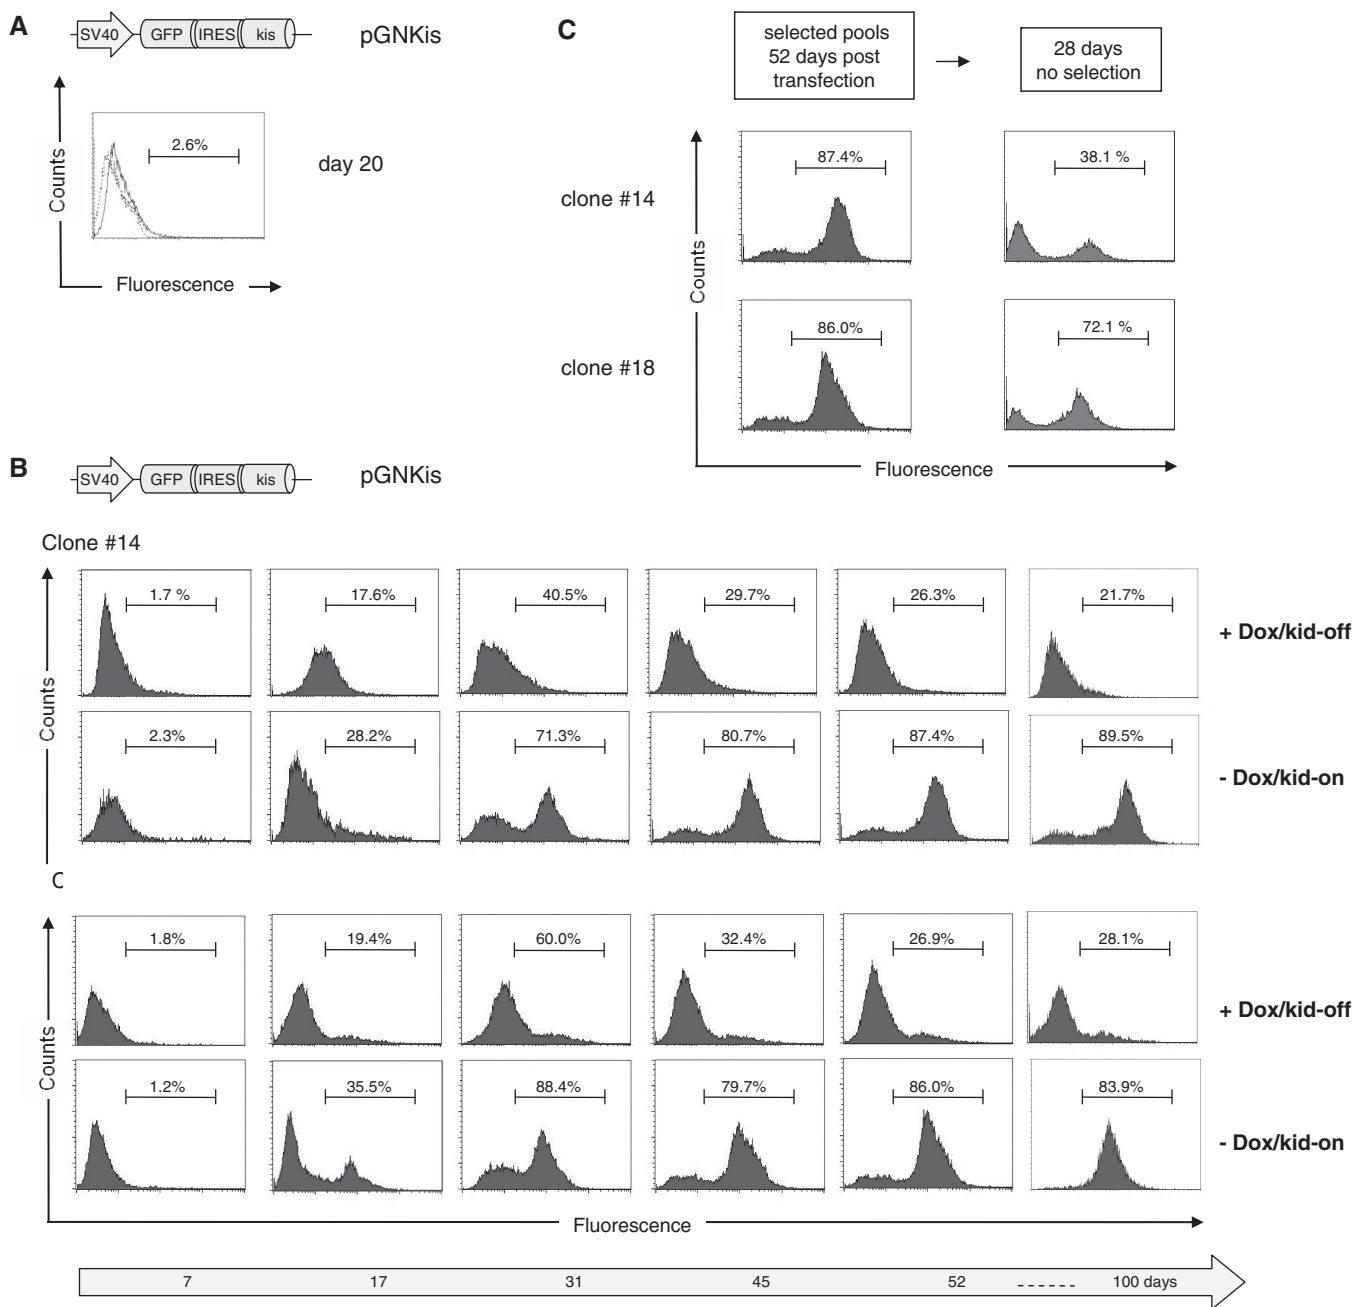 A
SV40 GFP IRES kis
pGNKis
2.6%
day 20
Counts
Fluorescence
C
selected pools
52 days post
transfection
28 days
no selection
clone #14
87.4%
38.1 %
clone #18
86.0%
72.1 %
Counts
Fluorescence
B
SV40 GFP IRES kis
pGNKis
Clone #14
1.7 % 17.6% 40.5% 29.7% 26.3% 21.7%
+ Dox/kid-off
2.3% 28.2% 71.3% 80.7% 87.4% 89.5%
- Dox/kid-on
Counts
C
1.8% 19.4% 60.0% 32.4% 26.9% 28.1%
+ Dox/kid-off
1.2% 35.5% 88.4% 79.7% 86.0% 83.9%
- Dox/kid-on
Counts
Fluorescence
7 17 31 45 52 ------ 100 days